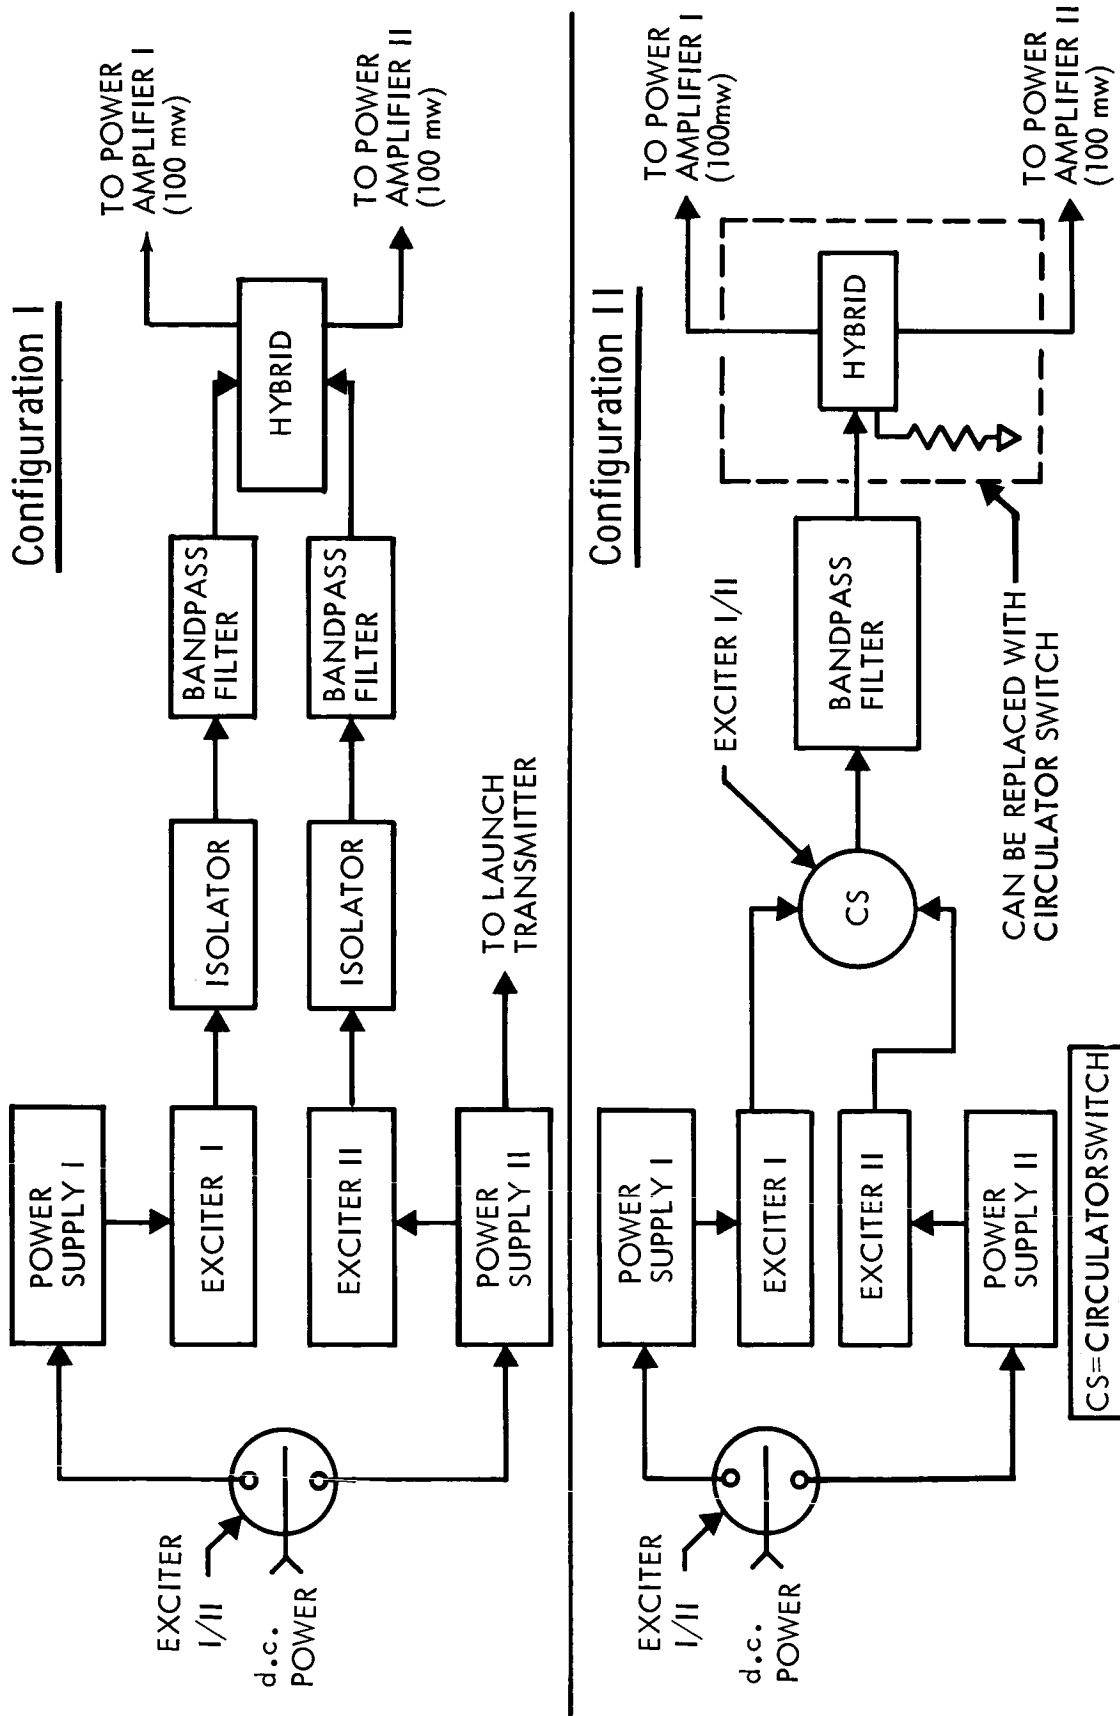 Configuration I
EXCITER
I/II
d.c.
POWER
POWER
SUPPLY I
EXCITER I
EXCITER II
POWER
SUPPLY II
ISOLATOR
ISOLATOR
TO LAUNCH
TRANSMITTER
BANDPASS
FILTER
BANDPASS
FILTER
HYBRID
TO POWER
AMPLIFIER I
(100 mw)
TO POWER
AMPLIFIER II
(100 mw)
Configuration II
EXCITER
I/II
d.c.
POWER
POWER
SUPPLY I
EXCITER I
EXCITER II
POWER
SUPPLY II
CS
EXCITER I/II
BANDPASS
FILTER
HYBRID
TO POWER
AMPLIFIER I
(100mw)
TO POWER
AMPLIFIER II
(100 mw)
CAN BE REPLACED WITH
CIRCULATOR SWITCH
CS=CIRCULATORSWITCH